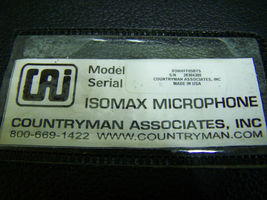 CAi
Model
Serial
S/N
COUNTRYMAN ASSOCIATES, INC
MADE IN USA
ISOMAX MICROPHONE
COUNTRYMAN ASSOCIATES, INC
800-669-1422 WWW.COUNTRYMAN.COM